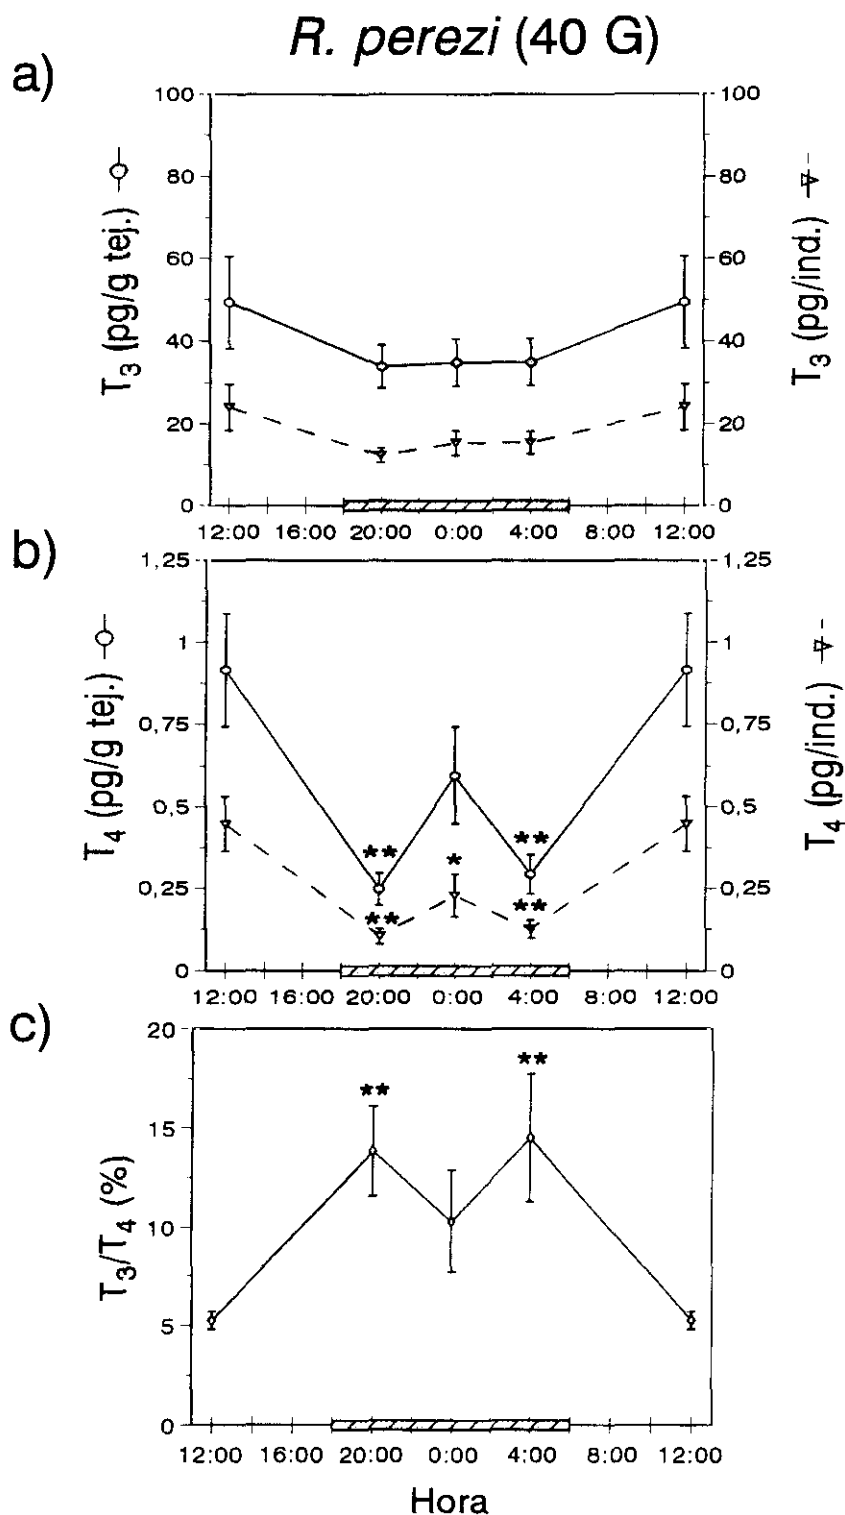 R. perezi (40 G)
a)
T3 (pg/g tej.)
T3 (pg/ind.)
100
80
60
40
20
0
100
80
60
40
20
0
12:00 16:00 20:00 0:00 4:00 12:00
b)
T4 (pg/g tej.)
T4 (pg/ind.)
1,25
1
0,75
0,5
0,25
0
1,25
1
0,75
0,5
0,25
0
** * **
** **
12:00 16:00 20:00 0:00 4:00 8:00 12:00
c)
T3/T4 (%)
20
15
10
5
0
** **
12:00 16:00 20:00 0:00 4:00 8:00 12:00
Hora